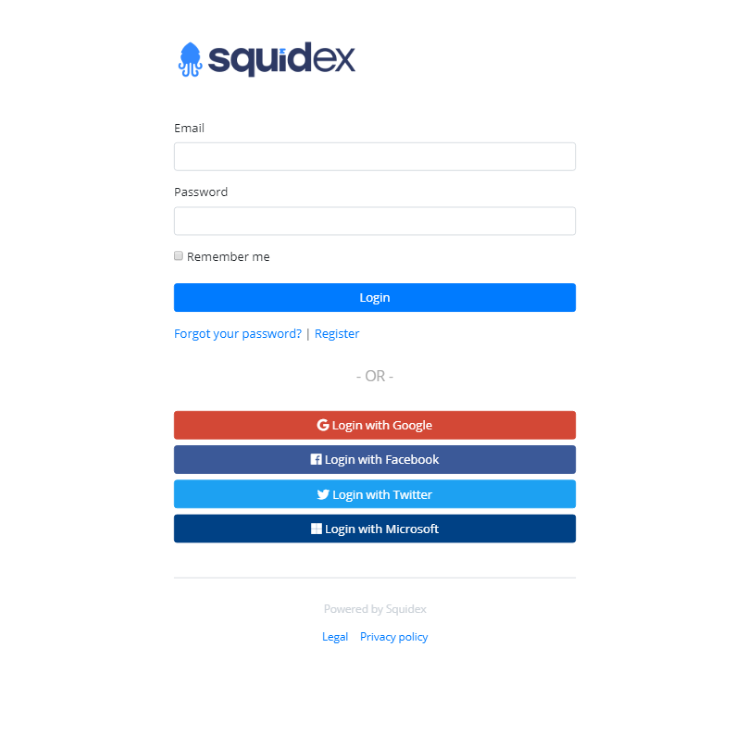 squidex
Email
Password
Remember me
Login
Forgot your password? | Register
- OR -
Login with Google
Login with Facebook
Login with Twitter
Login with Microsoft
Powered by Squidex
Legal Privacy policy